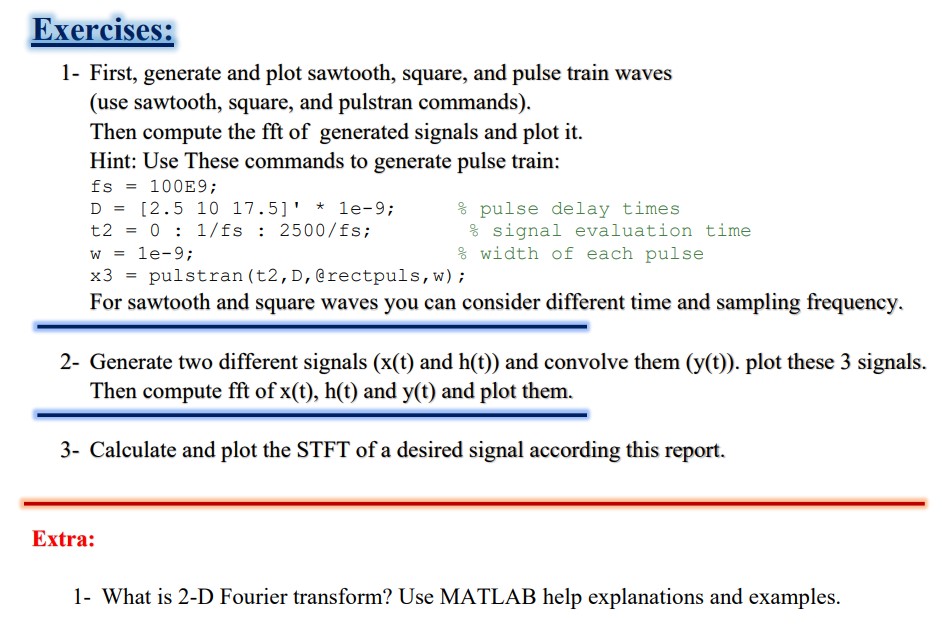 Exercises:
1- First, generate and plot sawtooth, square, and pulse train waves
(use sawtooth, square, and pulstran commands).
Then compute the fft of generated signals and plot it.
Hint: Use These commands to generate pulse train:
fs = 100E9;
D = [2.5 10 17.5]' * 1e-9; % pulse delay times
t2 = 0 : 1/fs : 2500/fs; % signal evaluation time
w = 1e-9; % width of each pulse
x3 = pulstran(t2,D,@rectpuls,w);
For sawtooth and square waves you can consider different time and sampling frequency.
2- Generate two different signals (x(t) and h(t)) and convolve them (y(t)). plot these 3 signals.
Then compute fft of x(t), h(t) and y(t) and plot them.
3- Calculate and plot the STFT of a desired signal according this report.
Extra:
1- What is 2-D Fourier transform? Use MATLAB help explanations and examples.